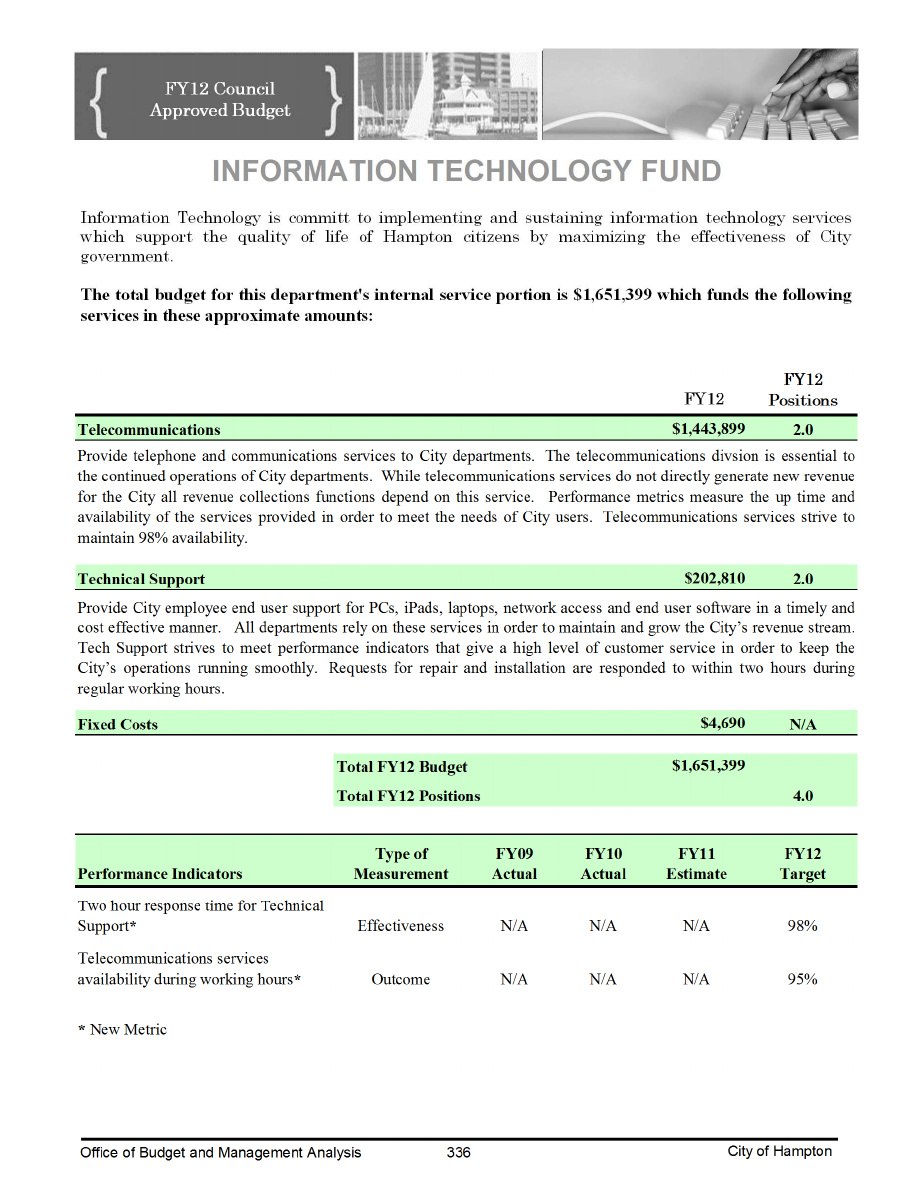 FY12 Council
Approved Budget
INFORMATION TECHNOLOGY FUND
Information Technology is committ to implementing and sustaining information technology services
which support the quality of life of Hampton citizens by maximizing the effectiveness of City
government.
The total budget for this department's internal service portion is $1,651,399 which funds the following
services in these approximate amounts:
FY12
FY12 Positions
Telecommunications $1,443,899 2.0
Provide telephone and communications services to City departments. The telecommunications divsion is essential to
the continued operations of City departments. While telecommunications services do not directly generate new revenue
for the City all revenue collections functions depend on this service. Performance metrics measure the up time and
availability of the services provided in order to meet the needs of City users. Telecommunications services strive to
maintain 98% availability.
Technical Support $202,810 2.0
Provide City employee end user support for PCs, iPads, laptops, network access and end user software in a timely and
cost effective manner. All departments rely on these services in order to maintain and grow the City's revenue stream.
Tech Support strives to meet performance indicators that give a high level of customer service in order to keep the
City's operations running smoothly. Requests for repair and installation are responded to within two hours during
regular working hours.
Fixed Costs $4,690 N/A
Total FY12 Budget $1,651,399
Total FY12 Positions 4.0
Type of FY09 FY10 FY11 FY12
Performance Indicators Measurement Actual Actual Estimate Target
Two hour response time for Technical
Support* Effectiveness N/A N/A N/A 98%
Telecommunications services
availability during working hours* Outcome N/A N/A N/A 95%
* New Metric
Office of Budget and Management Analysis 336 City of Hampton